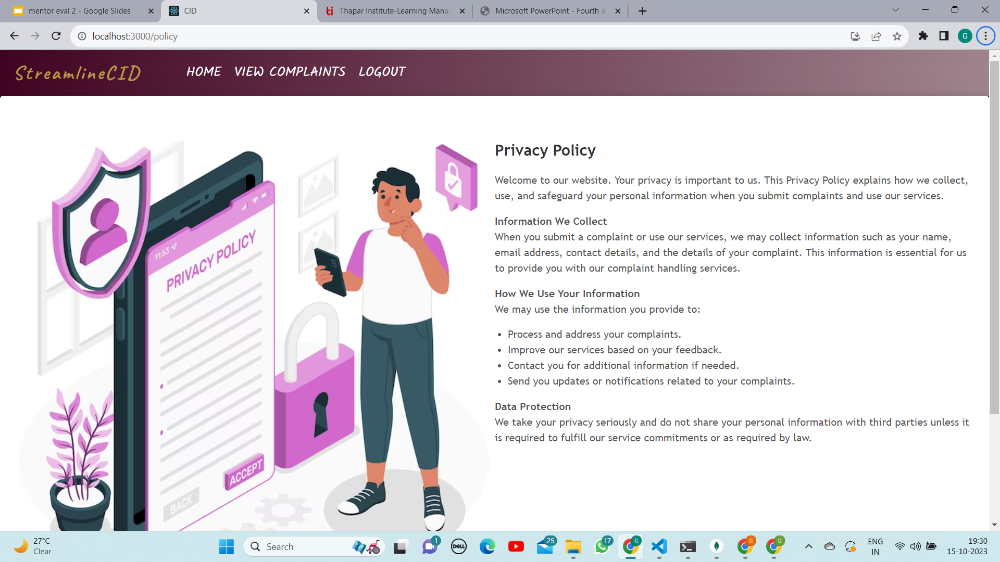 mentor eval 2 - Google Slides
CID
Thapar Institute-Learning Manag
Microsoft PowerPoint - Fourth a
localhost:3000/policy
G
StreamlineCID
HOME VIEW COMPLAINTS LOGOUT
11:53
PRIVACY POLICY
ACCEPT
BACK
Privacy Policy
Welcome to our website. Your privacy is important to us. This Privacy Policy explains how we collect,
use, and safeguard your personal information when you submit complaints and use our services.
Information We Collect
When you submit a complaint or use our services, we may collect information such as your name,
email address, contact details, and the details of your complaint. This information is essential for us
to provide you with our complaint handling services.
How We Use Your Information
We may use the information you provide to:
• Process and address your complaints.
• Improve our services based on your feedback.
• Contact you for additional information if needed.
• Send you updates or notifications related to your complaints.
Data Protection
We take your privacy seriously and do not share your personal information with third parties unless it
is required to fulfill our service commitments or as required by law.
27°C
Clear
Search
1
DELL
25
17
G
G
G
ENG
IN
19:30
15-10-2023